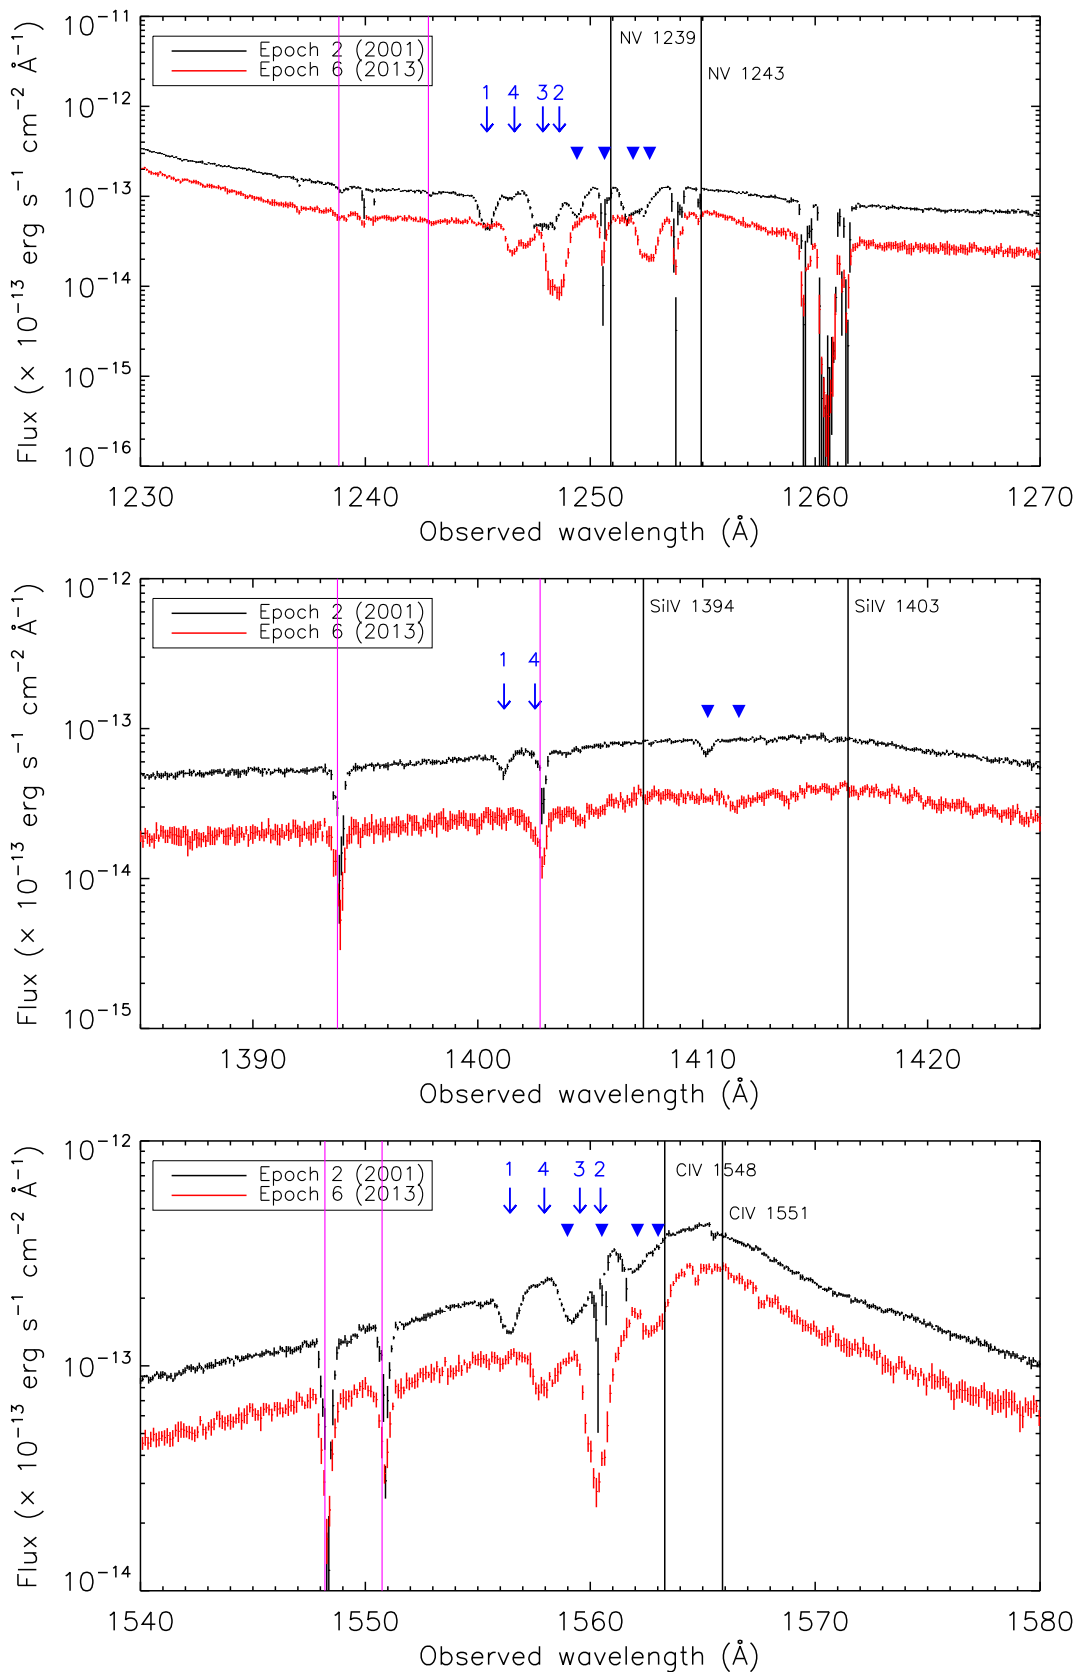 Flux (× 10⁻¹³ erg s⁻¹ cm⁻² Å⁻¹)
10⁻¹¹
10⁻¹²
10⁻¹³
10⁻¹⁴
10⁻¹⁵
10⁻¹⁶
Epoch 2 (2001)
Epoch 6 (2013)
NV 1239
NV 1243
1 4 3 2
1230 1240 1250 1260 1270
Observed wavelength (Å)
Flux (× 10⁻¹³ erg s⁻¹ cm⁻² Å⁻¹)
10⁻¹²
10⁻¹³
10⁻¹⁴
10⁻¹⁵
Epoch 2 (2001)
Epoch 6 (2013)
SiIV 1394 SiIV 1403
1 4
1390 1400 1410 1420
Observed wavelength (Å)
Flux (× 10⁻¹³ erg s⁻¹ cm⁻² Å⁻¹)
10⁻¹²
10⁻¹³
10⁻¹⁴
Epoch 2 (2001)
Epoch 6 (2013)
1 4 3 2
CIV 1548
CIV 1551
1540 1550 1560 1570 1580
Observed wavelength (Å)